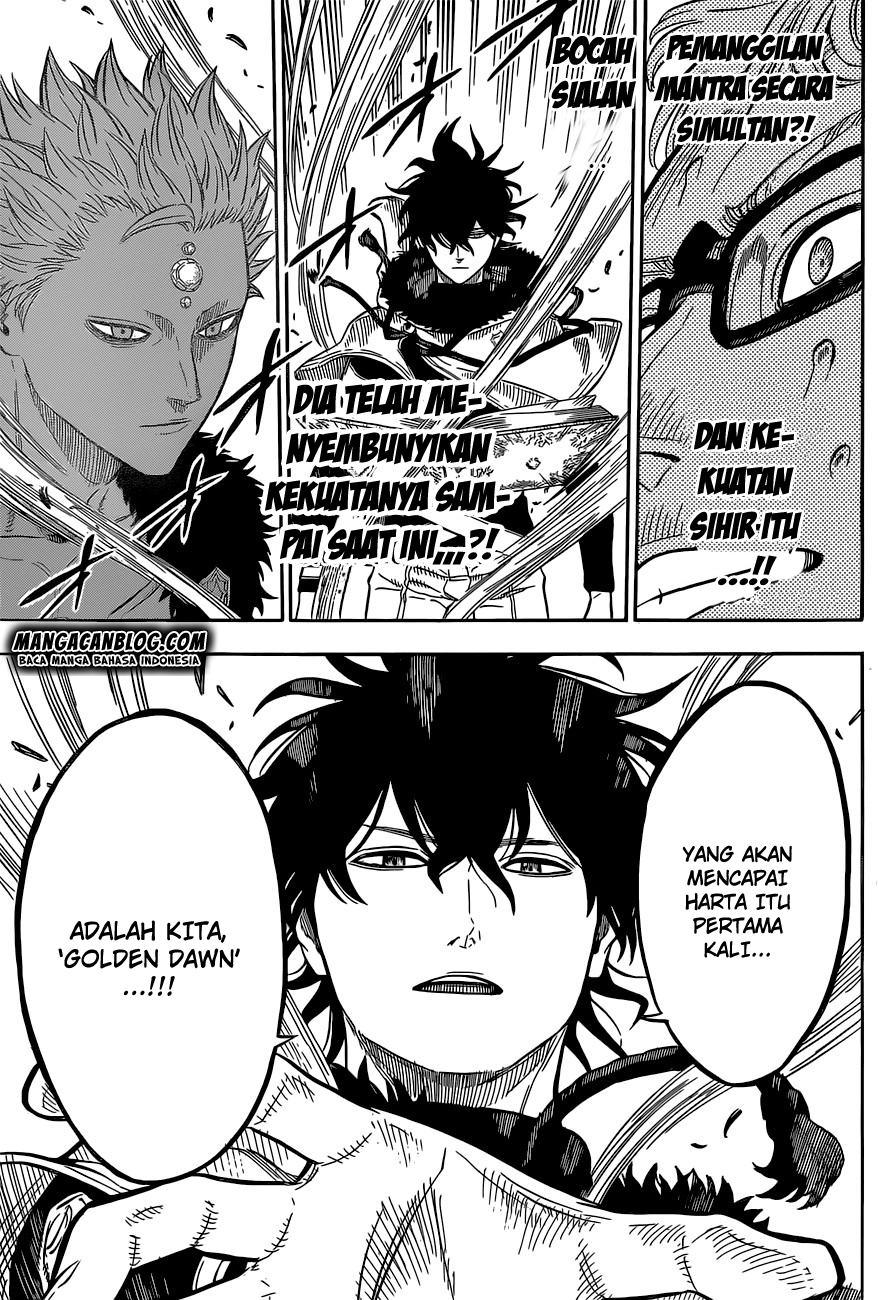 PEMANGGILAN
MANTRA SECARA
SIMULTAN?!
DAN KE-
KUATAN
SIHIR ITU
.....!!
BOCAH
SIALAN
...
DIA TELAH ME-
NYEMBUNYIKAN
KEKUATANYA SAM-
PAI SAAT INI,,,,?!
MANGACANBLOG.COM
BACA MANGA BAHASA INDONESIA
YANG AKAN
MENCAPAI
HARTA ITU
PERTAMA
KALI...
ADALAH KITA,
'GOLDEN DAWN'
...!!!